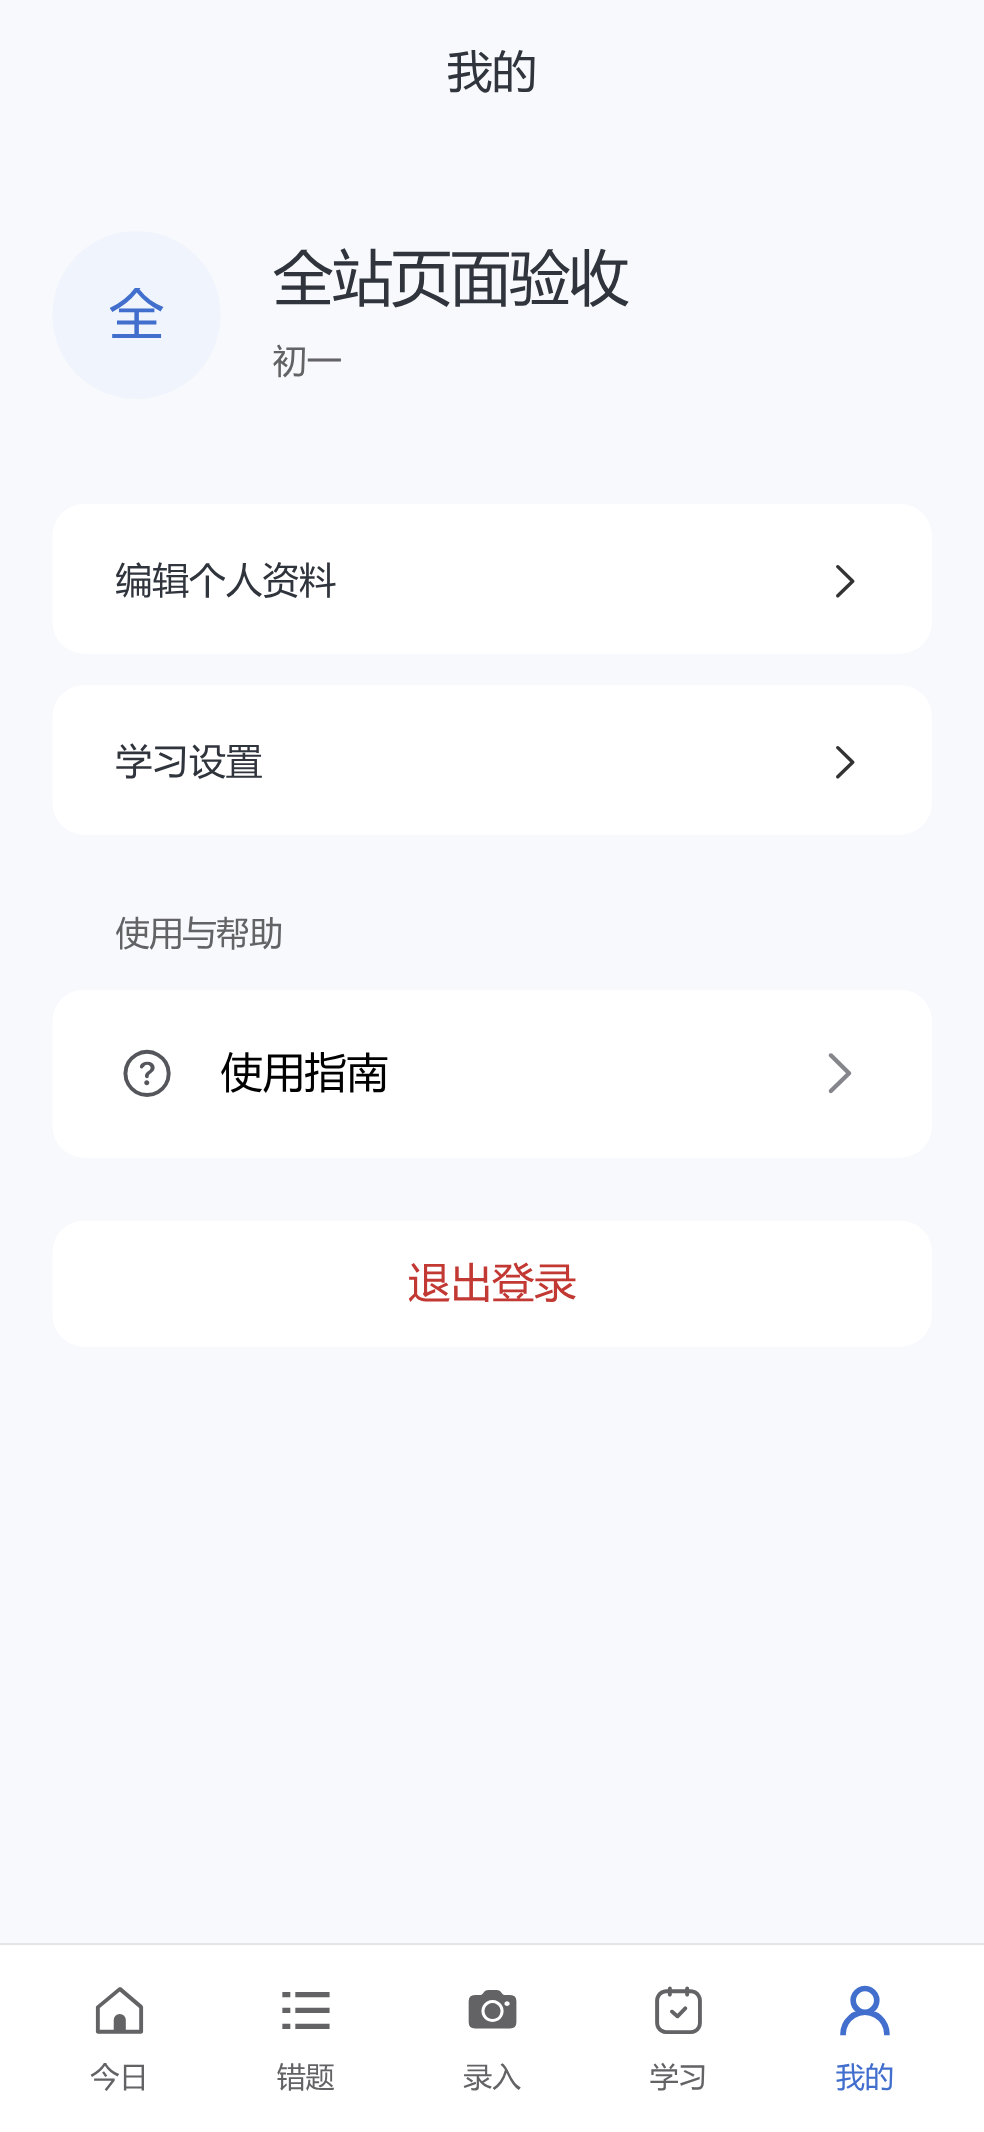 我的
全
全站页面验收
初一
编辑个人资料
学习设置
使用与帮助
使用指南
退出登录
今日
错题
录入
学习
我的